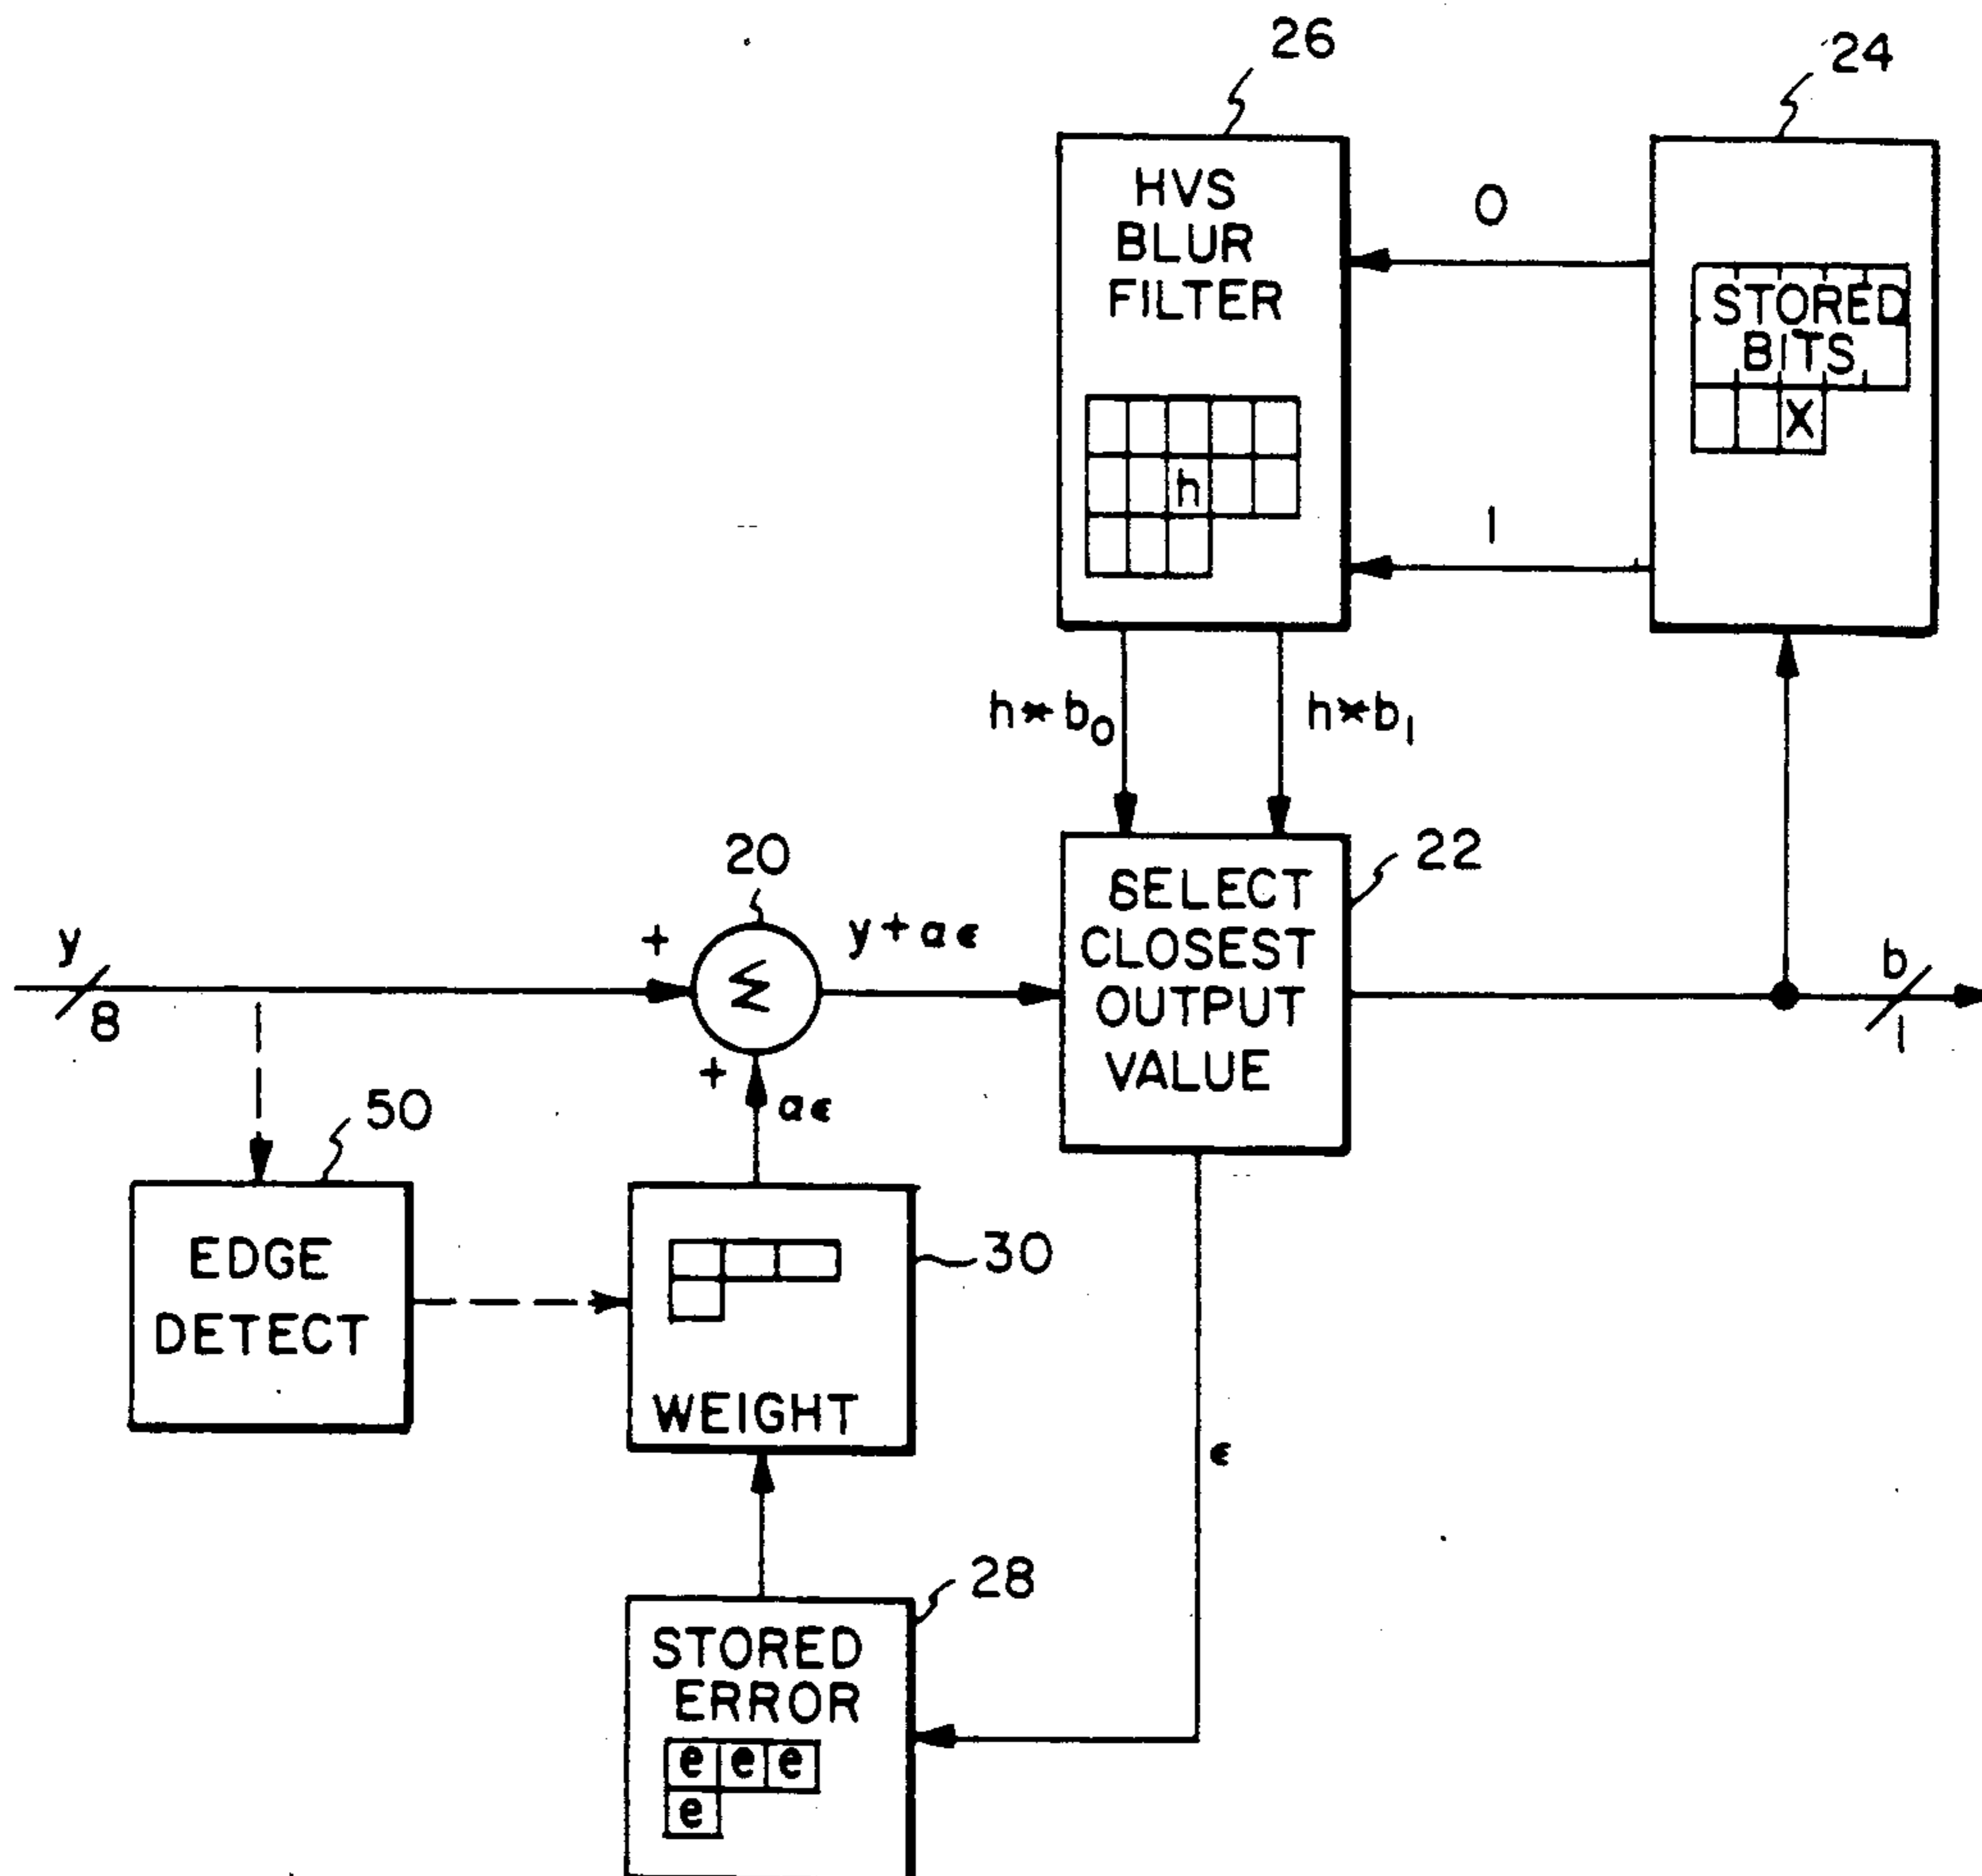 26
24
HVS
BLUR
FILTER
h
0
1
STORED
BITS
X
h*b0
h*b1
20
22
y
8
+
Σ
+
y+αϵ
αϵ
SELECT
CLOSEST
OUTPUT
VALUE
b
1
50
EDGE
DETECT
30
WEIGHT
ϵ
28
STORED
ERROR
e e e
e